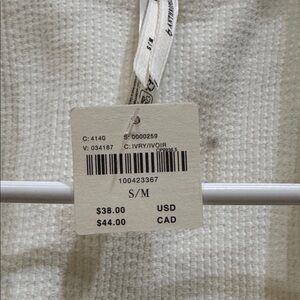 S/M
C: 4140 S: 0000259
V: 034187 C: IVRY/IVOIR
100423367
S/M
$38.00 USD
$44.00 CAD